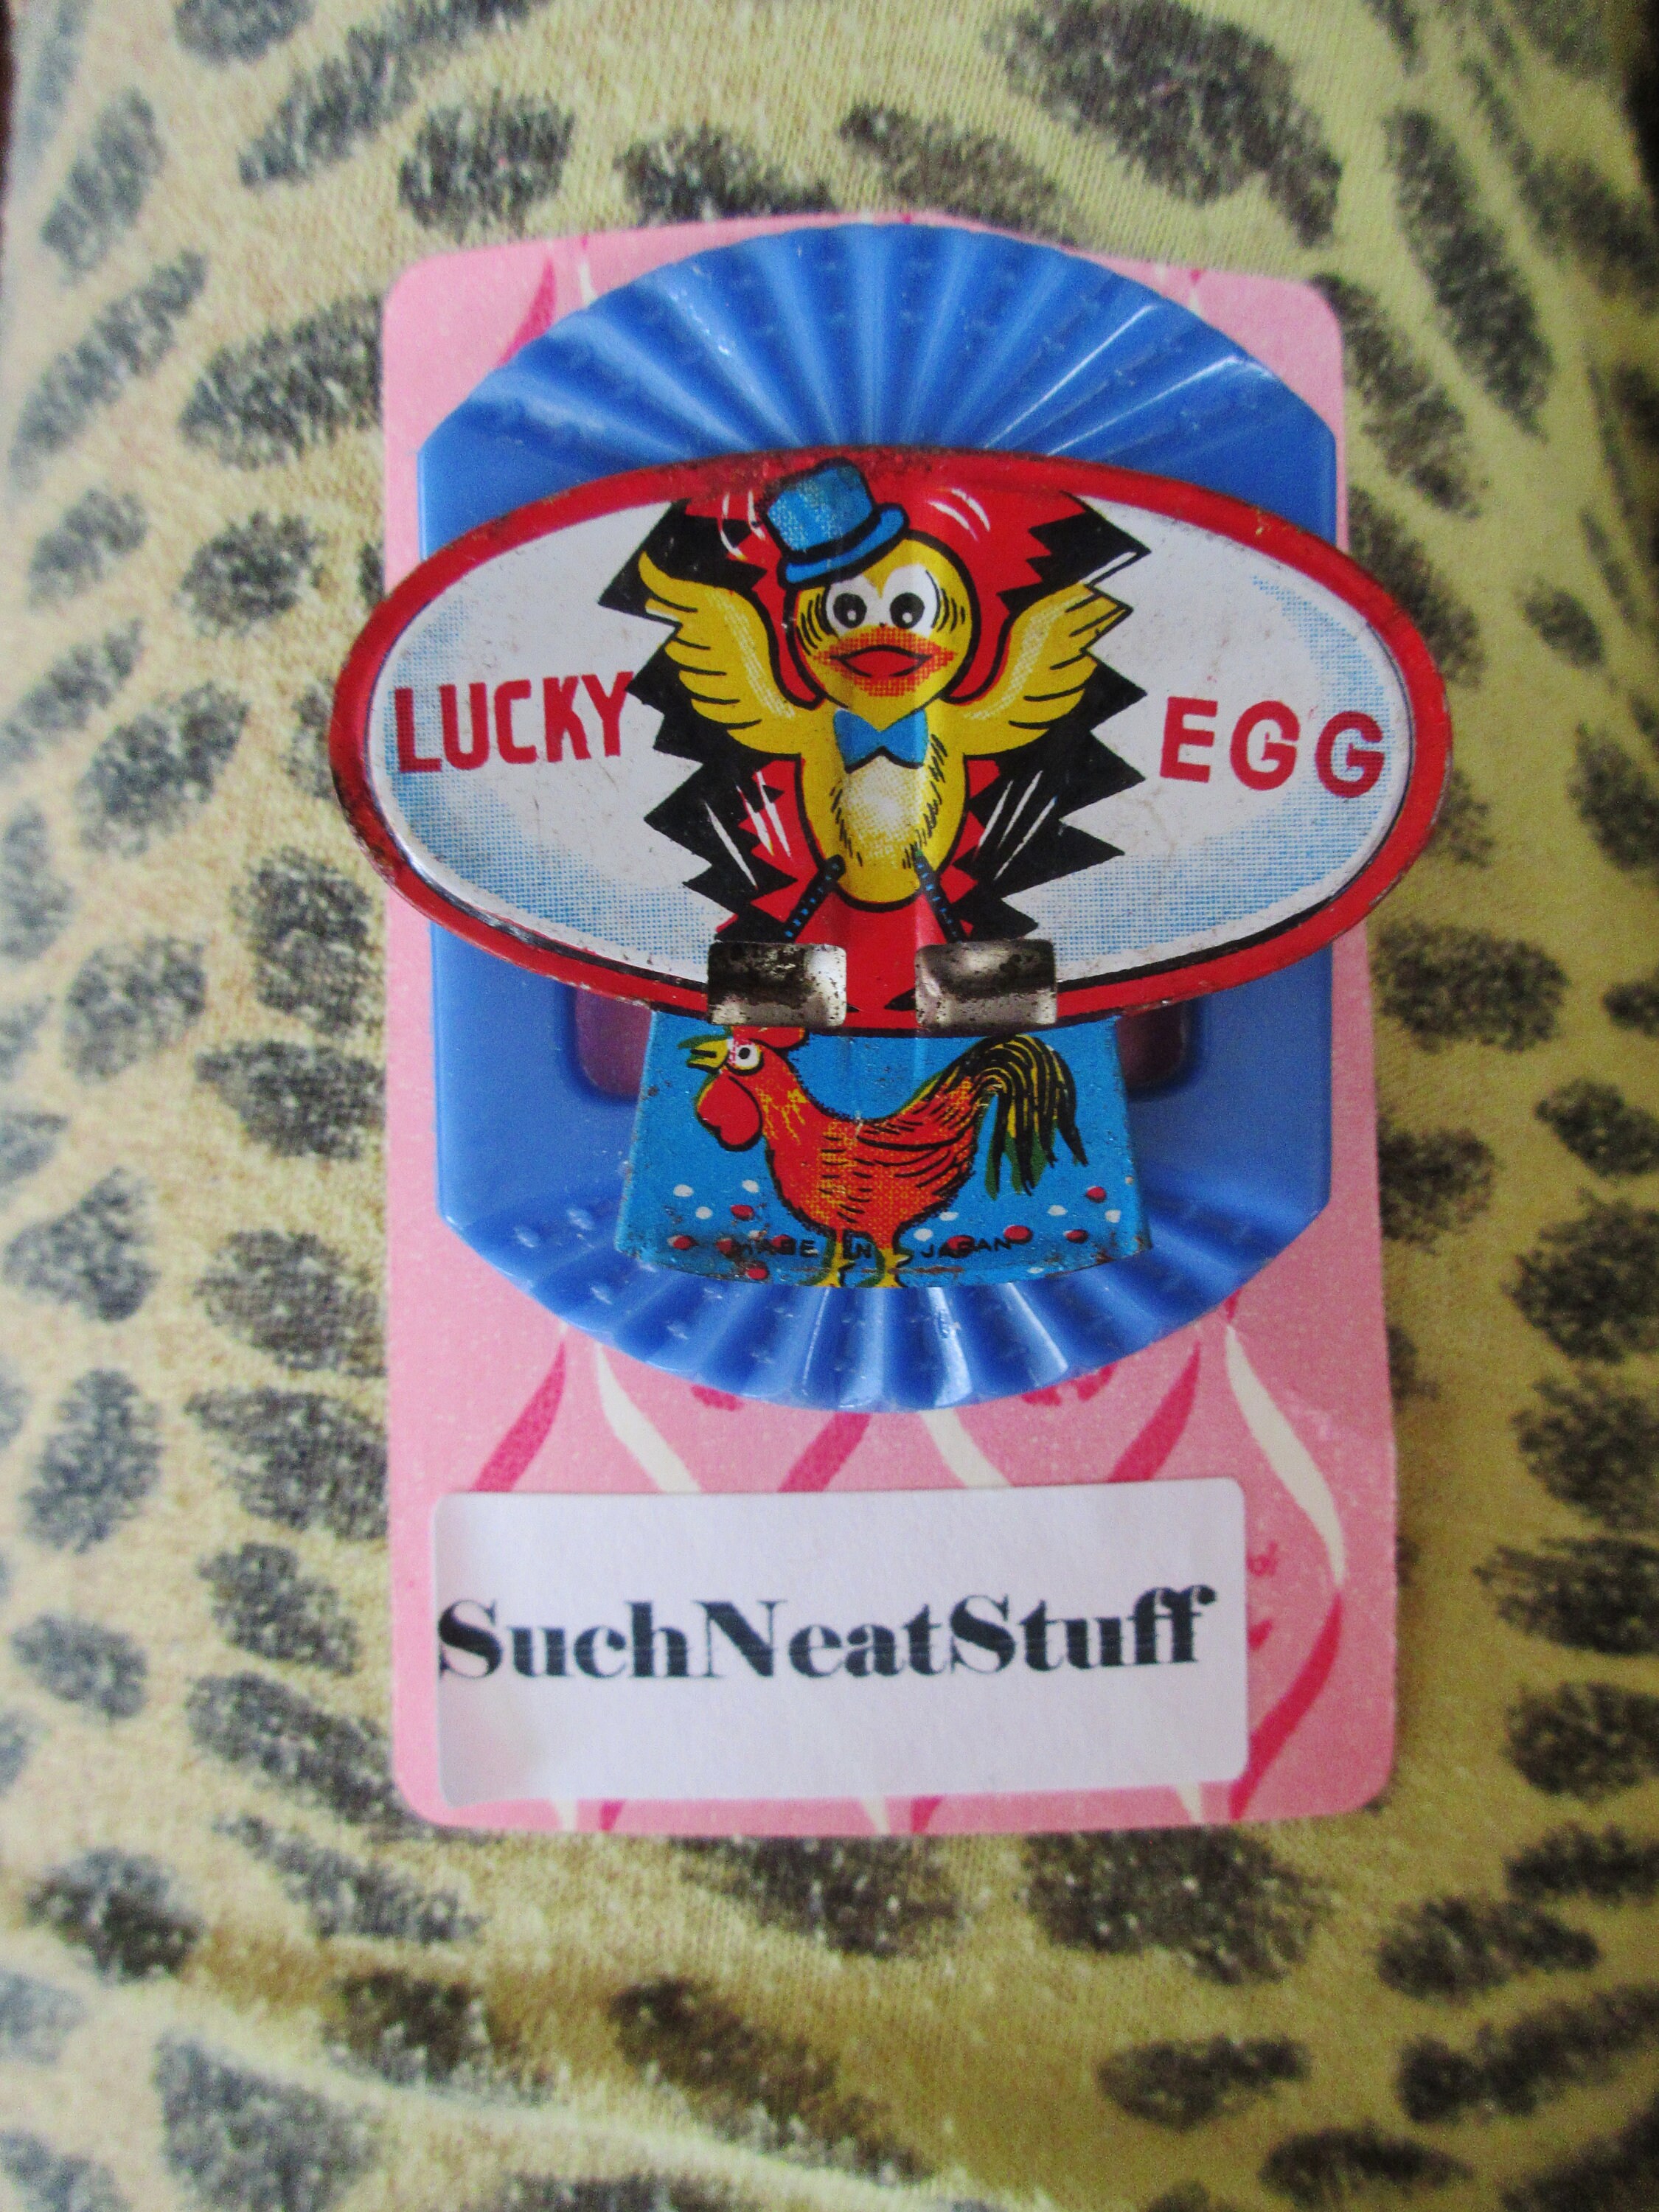 LUCKY EGG
MADE IN JAPAN
SuchNeatStuff